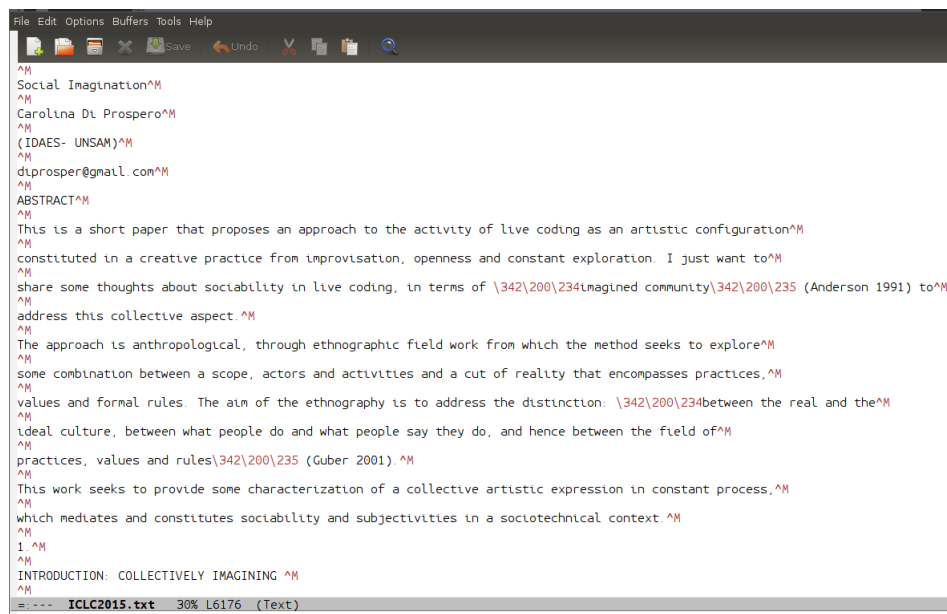 File Edit Options Buffers Tools Help
Save Undo
^M
Social Imagination^M
^M
Carolina Di Prospero^M
^M
(IDAES- UNSAM)^M
^M
diprosper@gmail.com^M
^M
ABSTRACT^M
^M
This is a short paper that proposes an approach to the activity of live coding as an artistic configuration^M
^M
constituted in a creative practice from improvisation, openness and constant exploration. I just want to^M
^M
share some thoughts about sociability in live coding, in terms of \342\200\234imagined community\342\200\235 (Anderson 1991) to^M
^M
address this collective aspect.^M
^M
The approach is anthropological, through ethnographic field work from which the method seeks to explore^M
^M
some combination between a scope, actors and activities and a cut of reality that encompasses practices,^M
^M
values and formal rules. The aim of the ethnography is to address the distinction: \342\200\234between the real and the^M
^M
ideal culture, between what people do and what people say they do, and hence between the field of^M
^M
practices, values and rules\342\200\235 (Guber 2001).^M
^M
This work seeks to provide some characterization of a collective artistic expression in constant process,^M
^M
which mediates and constitutes sociability and subjectivities in a sociotechnical context.^M
^M
1.^M
^M
INTRODUCTION: COLLECTIVELY IMAGINING ^M
^M
=:--- ICLC2015.txt 30% L6176 (Text)